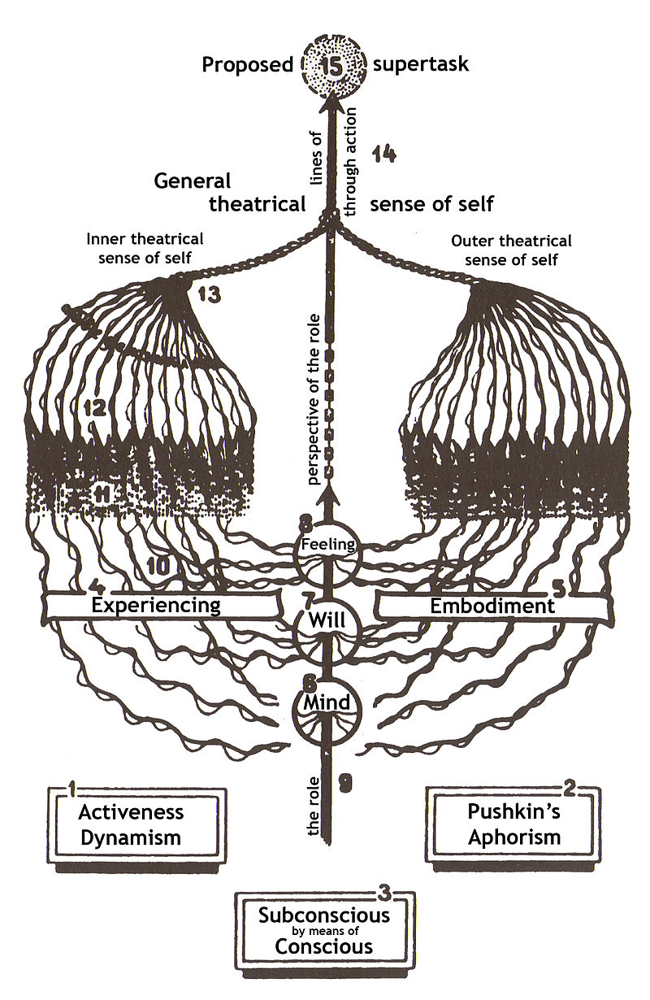 Proposed 15 supertask
lines of
through action
14
General
theatrical sense of self
Inner theatrical
sense of self
Outer theatrical
sense of self
13
perspective of the role
12
11
8
Feeling
10
4
Experiencing
7
Will
5
Embodiment
6
Mind
the role
9
1
Activeness
Dynamism
2
Pushkin's
Aphorism
3
Subconscious
by means of
Conscious